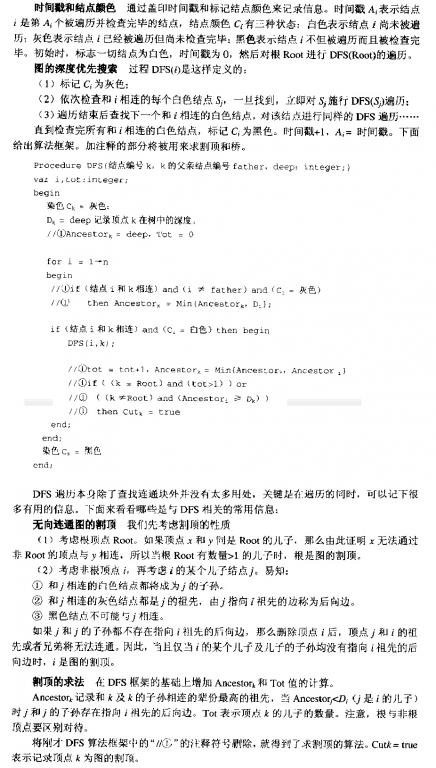 时间戳和结点颜色 通过盖印时间戳和标记结点颜色来记录信息。时间戳 Aᵢ表示结点
i 是第 Aᵢ个被遍历并检查完毕的结点，结点颜色 Cᵢ有三种状态：白色表示结点 i 尚未被遍
历；灰色表示结点 i 已经被遍历但尚未检查完毕；黑色表示结点 i 不但被遍历而且被检查完
毕。初始时，标志一切结点为白色，时间戳为 0，然后对根 Root 进行 DFS(Root)的遍历。
图的深度优先搜索 过程 DFS(i)是这样定义的：
（1）标记 Cᵢ为灰色；
（2）依次检查和 i 相连的每个白色结点 Sⱼ，一旦找到，立即对 Sⱼ施行 DFS(Sⱼ)遍历；
（3）遍历结束后查找下一个和 i 相连的白色结点，对该结点进行同样的 DFS 遍历……
直到检查完所有和 i 相连的白色结点，标记 Cᵢ为黑色。时间戳+1，Aᵢ= 时间戳。下面
给出算法框架。加注释的部分将被用来求割顶和桥。
Procedure DFS(结点编号 k，k 的父亲结点编号 father，deep: integer;)
var i,tot:integer;
begin
染色 Cₖ = 灰色;
Dₖ = deep 记录顶点 k 在树中的深度。
//①Ancestorₖ = deep，Tot = 0
for i = 1→n
begin
//①if (结点 i 和 k 相连) and (i ≠ father) and (Cᵢ = 灰色)
//① then Ancestorₖ = Min{Ancestorₖ, Dᵢ};
if (结点 i 和 k 相连) and (Cᵢ = 白色) then begin
DFS(i,k);
//①tot = tot+1，Ancestorₖ = Min{Ancestorₖ, Ancestorᵢ}
//①if ( (k = Root) and (tot>1)) or
//① ( (k ≠Root) and (Ancestorᵢ ≥ Dₖ) )
//① then Cutₖ = true
end;
end;
染色 Cₖ = 黑色
end;
DFS 遍历本身除了查找连通块外并没有太多用处，关键是在遍历的同时，可以记下很
多有用的信息。下面来看看哪些是与 DFS 相关的常用信息：
无向连通图的割顶 我们先考虑割顶的性质
（1）考虑根顶点 Root。如果顶点 x 和 y 同是 Root 的儿子，那么由此证明 x 无法通过
非 Root 的顶点与 y 相连，所以当根 Root 有数量>1 的儿子时，根是图的割顶。
（2）考虑非根顶点 i，再考虑 i 的某个儿子结点 j。易知：
① 和 j 相连的白色结点都将成为 j 的子孙。
② 和 j 相连的灰色结点都是 j 的祖先，由 j 指向 i 祖先的边称为后向边。
③ 黑色结点不可能与 j 相连。
如果 j 和 j 的子孙都不存在指向 i 祖先的后向边，那么删除顶点 i 后，顶点 j 和 i 的祖
先或者兄弟将无法连通。因此，当且仅当 i 的某个儿子及儿子的子孙均没有指向 i 祖先的后
向边时，i 是图的割顶。
割顶的求法 在 DFS 框架的基础上增加 Ancestorₖ 和 Tot 值的计算。
Ancestorₖ 记录和 k 及 k 的子孙相连的辈份最高的祖先，当 Ancestorⱼ<Dᵢ（j 是 i 的儿子）
时 j 和 j 的子孙存在指向 i 祖先的后向边。Tot 表示顶点 k 的儿子的数量。注意，根与非根
顶点要区别对待。
将刚才 DFS 算法框架中的“//①”的注释符号删除，就得到了求割顶的算法。Cutk = true
表示记录顶点 k 为图的割顶。